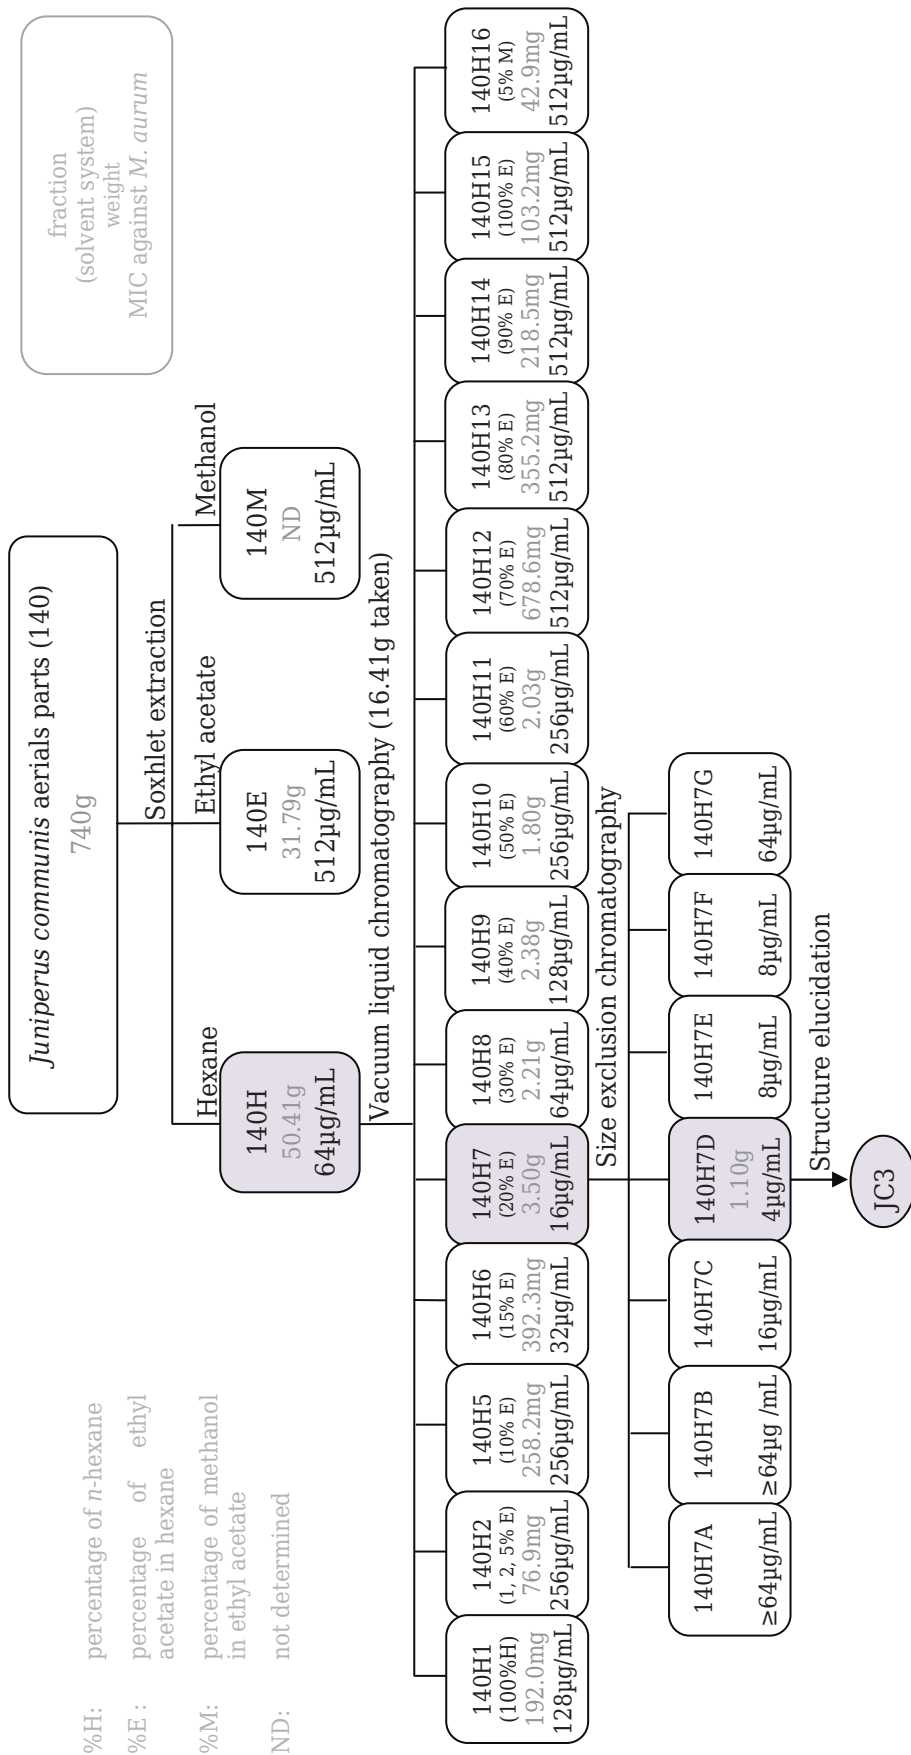 %H: percentage of n-hexane
%E : percentage of ethyl
acetate in hexane
%M: percentage of methanol
in ethyl acetate
ND: not determined
Juniperus communis aerials parts (140)
740g
fraction
(solvent system)
weight
MIC against M. aurum
Soxhlet extraction
Hexane
Ethyl acetate
Methanol
140H
50.41g
64µg/mL
140E
31.79g
512µg/mL
140M
ND
512µg/mL
Vacuum liquid chromatography (16.41g taken)
140H1
(100%H)
192.0mg
128µg/mL
140H2
(1, 2, 5% E)
76.9mg
256µg/mL
140H5
(10% E)
258.2mg
256µg/mL
140H6
(15% E)
392.3mg
32µg/mL
140H7
(20% E)
3.50g
16µg/mL
140H8
(30% E)
2.21g
64µg/mL
140H9
(40% E)
2.38g
128µg/mL
140H10
(50% E)
1.80g
256µg/mL
140H11
(60% E)
2.03g
256µg/mL
140H12
(70% E)
678.6mg
512µg/mL
140H13
(80% E)
355.2mg
512µg/mL
140H14
(90% E)
218.5mg
512µg/mL
140H15
(100% E)
103.2mg
512µg/mL
140H16
(5% M)
42.9mg
512µg/mL
Size exclusion chromatography
140H7A
≥64µg/mL
140H7B
≥64µg /mL
140H7C
16µg/mL
140H7D
1.10g
4µg/mL
140H7E
8µg/mL
140H7F
8µg/mL
140H7G
64µg/mL
Structure elucidation
JC3